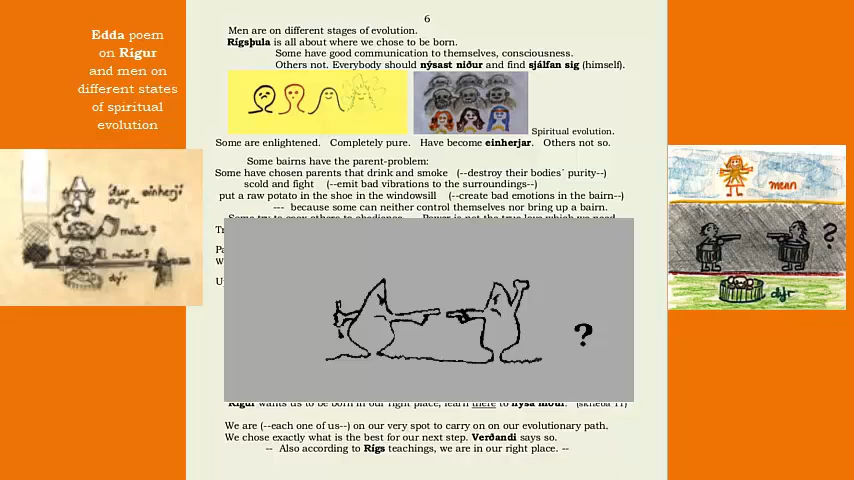 Edda poem
on Rígur
and men on
different states
of spiritual
evolution
6
Men are on different stages of evolution.
Rígsþula is all about where we chose to be born.
Some have good communication to themselves, consciousness.
Others not. Everybody should nýsast niður and find sjálfan sig (himself).
Spiritual evolution.
Some are enlightened. Completely pure. Have become einherjar. Others not so.
Some bairns have the parent-problem:
Some have chosen parents that drink and smoke (--destroy their bodies´ purity--)
scold and fight (--emit bad vibrations to the surroundings--)
put a raw potato in the shoe in the windowsill (--create bad emotions in the bairn--)
--- because some can neither control themselves nor bring up a bairn.
?
Rígur wants us to be born in our right place, learn
We are (--each one of us--) on our very spot to carry on on our evolutionary path.
We chose exactly what is the best for our next step. Verðandi says so.
-- Also according to Rígs teachings, we are in our right place. --
einherji
arya
maður?
maður?
dýr
menn
?
dýr